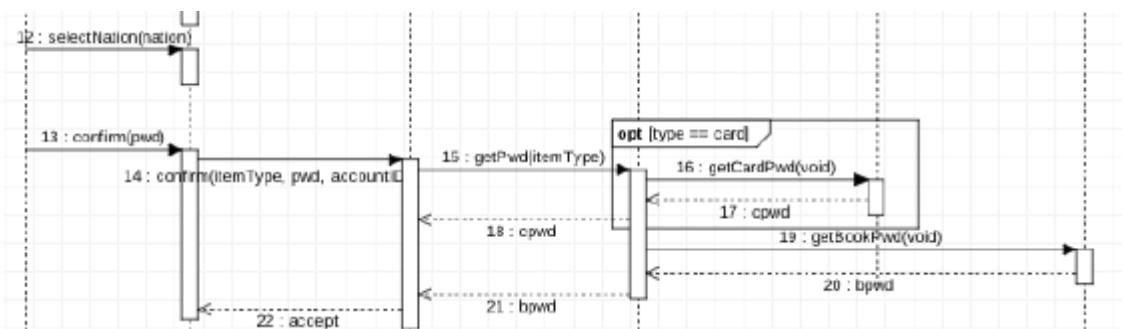 12 : selectNation(nation)
13 : confirm(pwd)
opt [type == card]
15 : getPwd(itemType)
16 : getCardPwd(void)
14 : confirm(itemType, pwd, accountID
17 : cpwd
18 : cpwd
19 : getBookPwd(void)
20 : bpwd
21 : bpwd
22 : accept